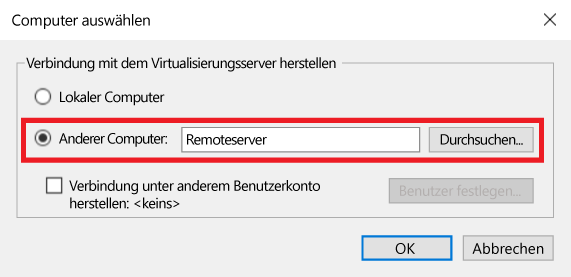 Computer auswählen
Verbindung mit dem Virtualisierungsserver herstellen
Lokaler Computer
Anderer Computer: Remoteserver Durchsuchen...
Verbindung unter anderem Benutzerkonto
herstellen: <keins>
Benutzer festlegen...
OK Abbrechen